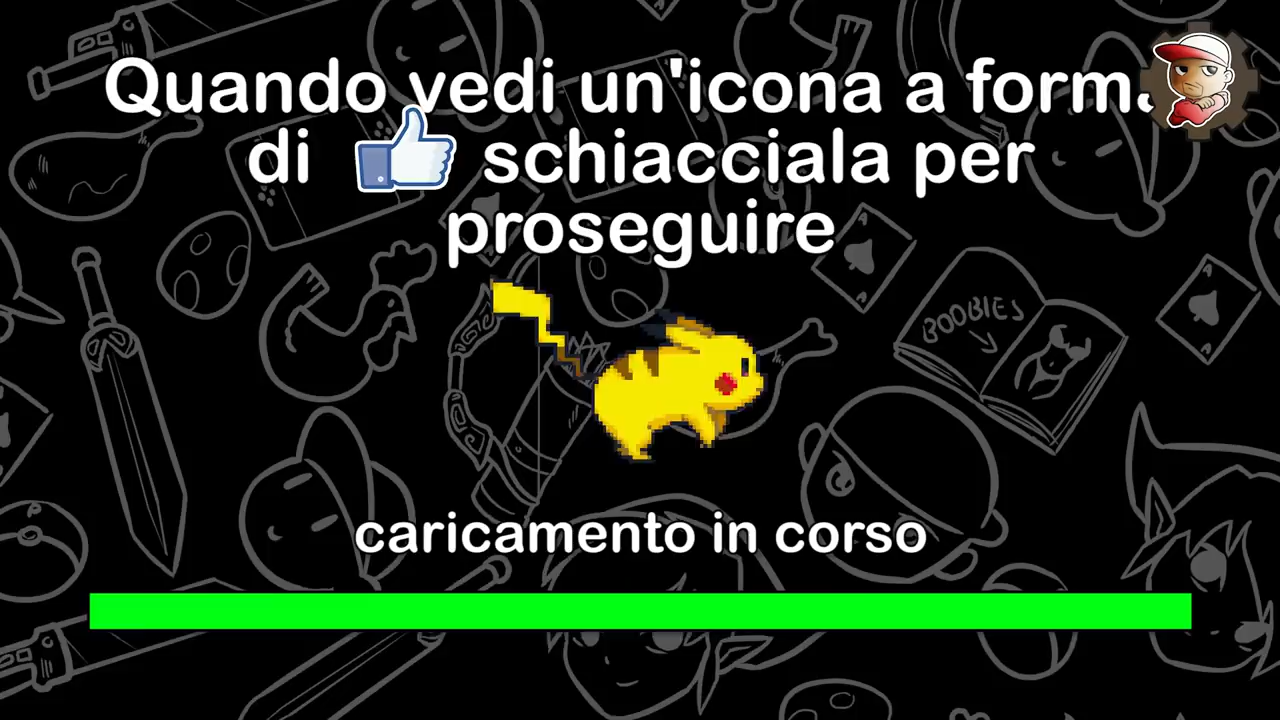 Quando vedi un'icona a forma
di schiacciala per
proseguire
BOOBIES
caricamento in corso